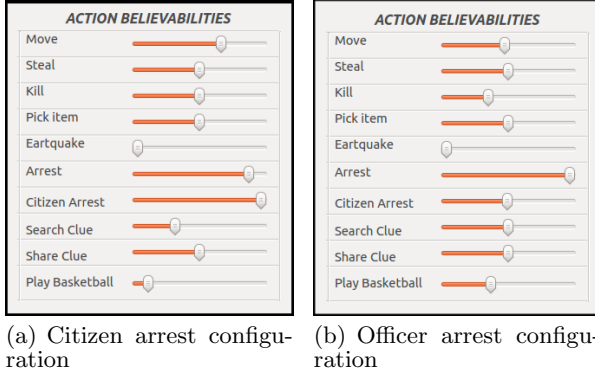 ACTION BELIEVABILITIES
Move
Steal
Kill
Pick item
Eartquake
Arrest
Citizen Arrest
Search Clue
Share Clue
Play Basketball
(a) Citizen arrest configu-
ration
ACTION BELIEVABILITIES
Move
Steal
Kill
Pick item
Eartquake
Arrest
Citizen Arrest
Search Clue
Share Clue
Play Basketball
(b) Officer arrest configu-
ration